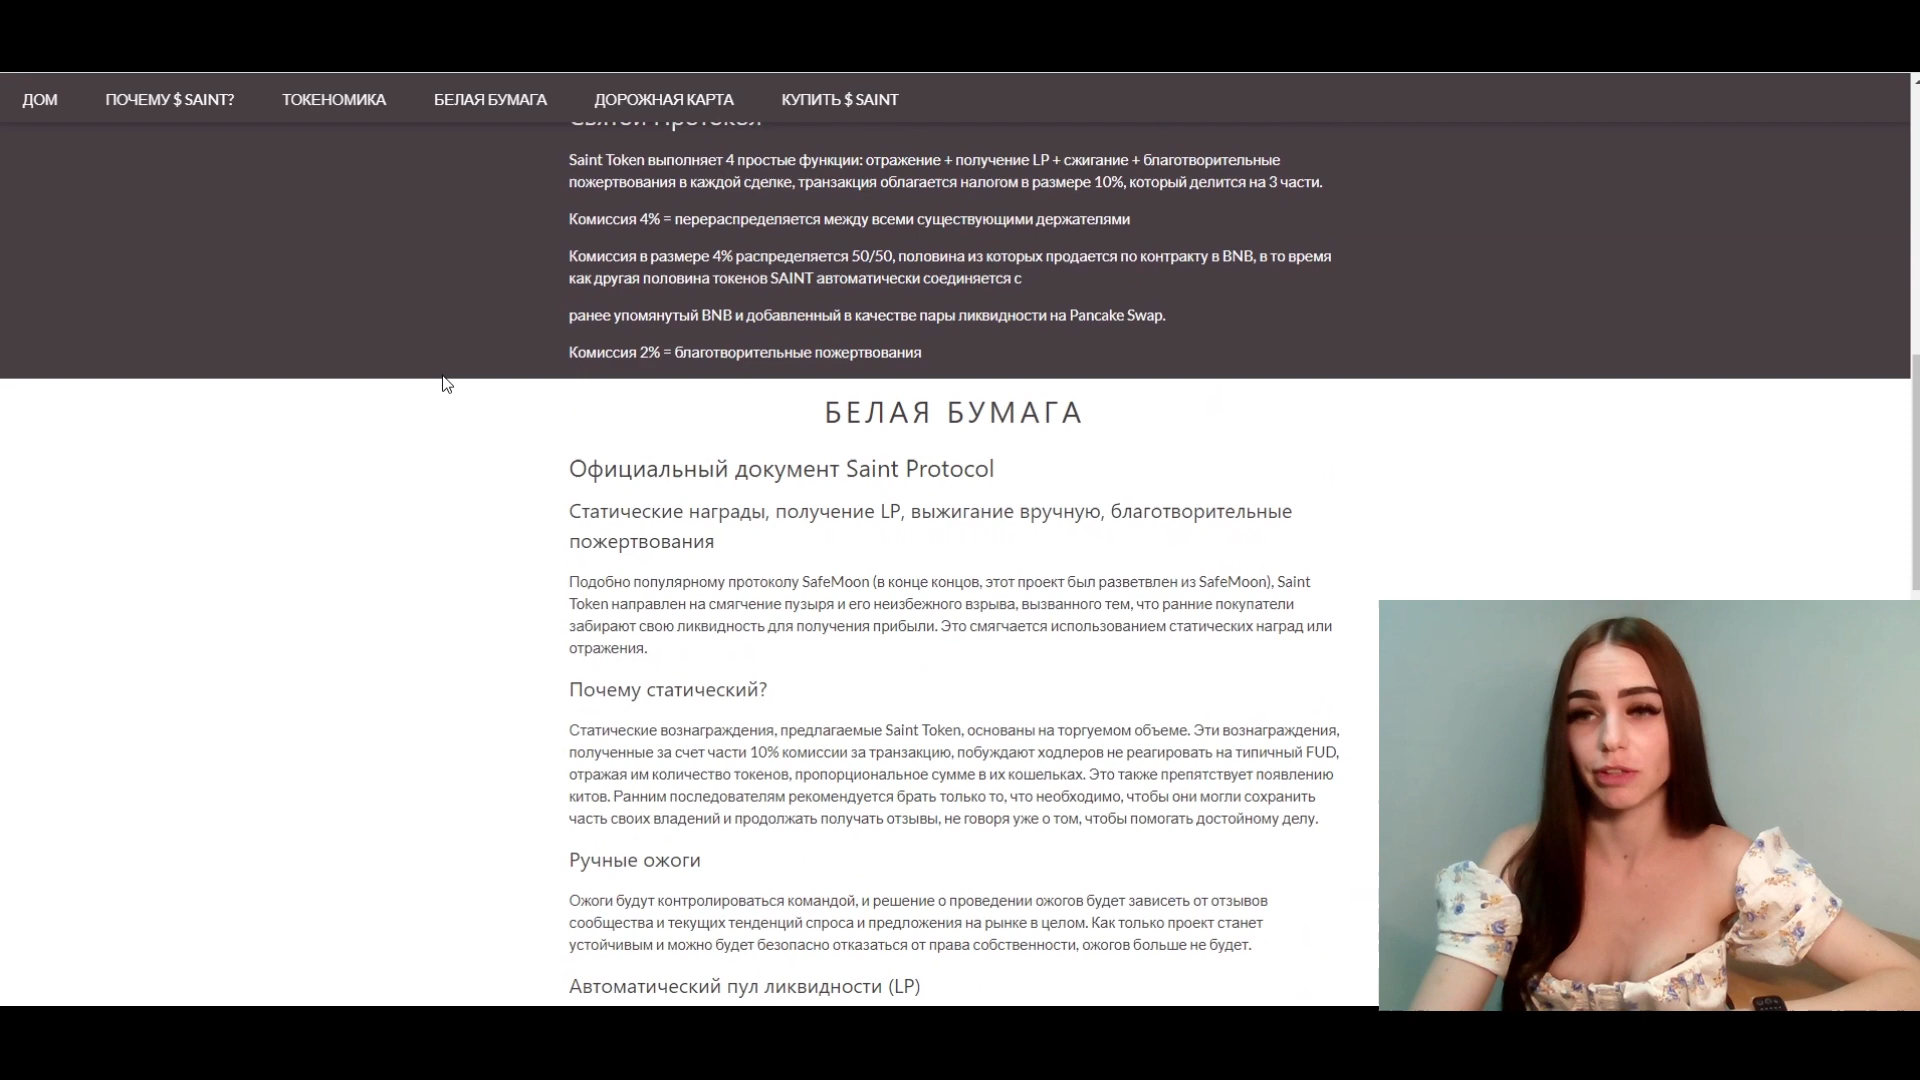 ДОМ
ПОЧЕМУ $ SAINT?
ТОКЕНОМИКА
БЕЛАЯ БУМАГА
ДОРОЖНАЯ КАРТА
КУПИТЬ $ SAINT
Святой Протокол
Saint Token выполняет 4 простые функции: отражение + получение LP + сжигание + благотворительные
пожертвования в каждой сделке, транзакция облагается налогом в размере 10%, который делится на 3 части.
Комиссия 4% = перераспределяется между всеми существующими держателями
Комиссия в размере 4% распределяется 50/50, половина из которых продается по контракту в BNB, в то время
как другая половина токенов SAINT автоматически соединяется с
ранее упомянутый BNB и добавленный в качестве пары ликвидности на Pancake Swap.
Комиссия 2% = благотворительные пожертвования
БЕЛАЯ БУМАГА
Официальный документ Saint Protocol
Статические награды, получение LP, выжигание вручную, благотворительные
пожертвования
Подобно популярному протоколу SafeMoon (в конце концов, этот проект был разветвлен из SafeMoon), Saint
Token направлен на смягчение пузыря и его неизбежного взрыва, вызванного тем, что ранние покупатели
забирают свою ликвидность для получения прибыли. Это смягчается использованием статических наград или
отражения.
Почему статический?
Статические вознаграждения, предлагаемые Saint Token, основаны на торгуемом объеме. Эти вознаграждения,
полученные за счет части 10% комиссии за транзакцию, побуждают ходлеров не реагировать на типичный FUD,
отражая им количество токенов, пропорциональное сумме в их кошельках. Это также препятствует появлению
китов. Ранним последователям рекомендуется брать только то, что необходимо, чтобы они могли сохранить
часть своих владений и продолжать получать отзывы, не говоря уже о том, чтобы помогать достойному делу.
Ручные ожоги
Ожоги будут контролироваться командой, и решение о проведении ожогов будет зависеть от отзывов
сообщества и текущих тенденций спроса и предложения на рынке в целом. Как только проект станет
устойчивым и можно будет безопасно отказаться от права собственности, ожогов больше не будет.
Автоматический пул ликвидности (LP)